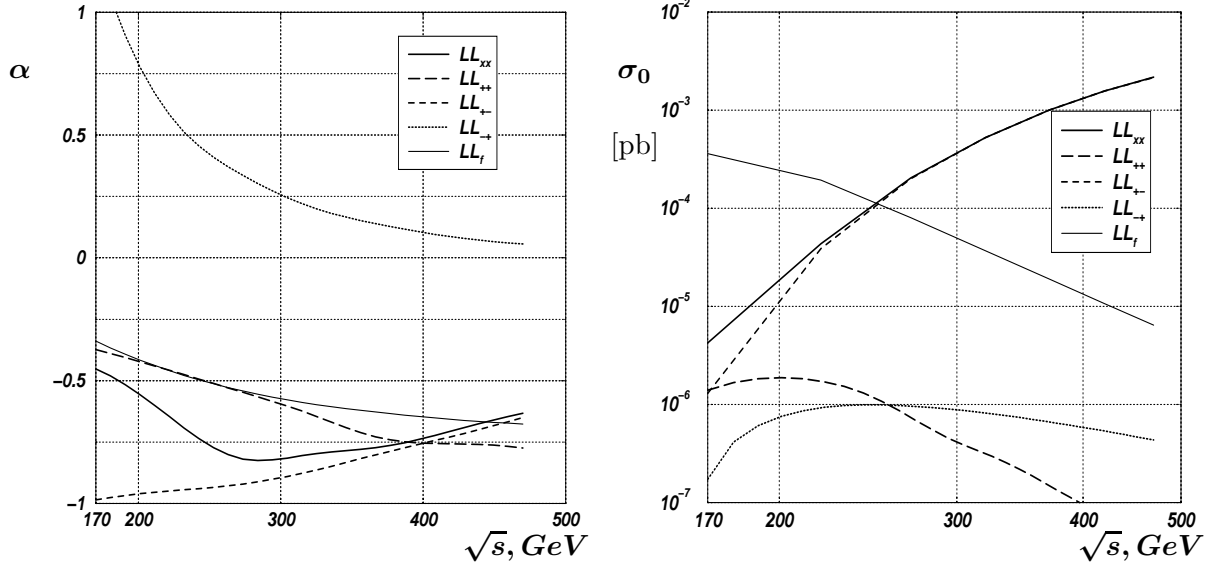 1
0.5
0
−0.5
−1
α
LL_xx
LL_++
LL_+−
LL_−+
LL_f
170 200 300 400 500
√s, GeV
10^−2
10^−3
10^−4
10^−5
10^−6
10^−7
σ_0
[pb]
LL_xx
LL_++
LL_+−
LL_−+
LL_f
170 200 300 400 500
√s, GeV